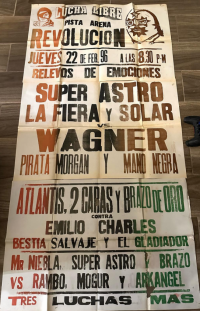 LUCHA LIBRE
PISTA ARENA
REVOLUCION
JUEVES 22 DE FEB. 96 A LAS 8:30 P·M
RELEVOS DE EMOCIONES
SUPER ASTRO
LA FIERA Y SOLAR
VS
WAGNER
PIRATA MORGAN Y MANO NEGRA
ATLANTIS, 2 CARAS Y BRAZO DE ORO
CONTRA
EMILIO CHARLES
BESTIA SALVAJE Y EL GLADIADOR
MR NIEBLA, SUPER ASTRO Y BRAZO
VS RAMBO, MOGUR Y ARKANGEL
TRES LUCHAS MAS